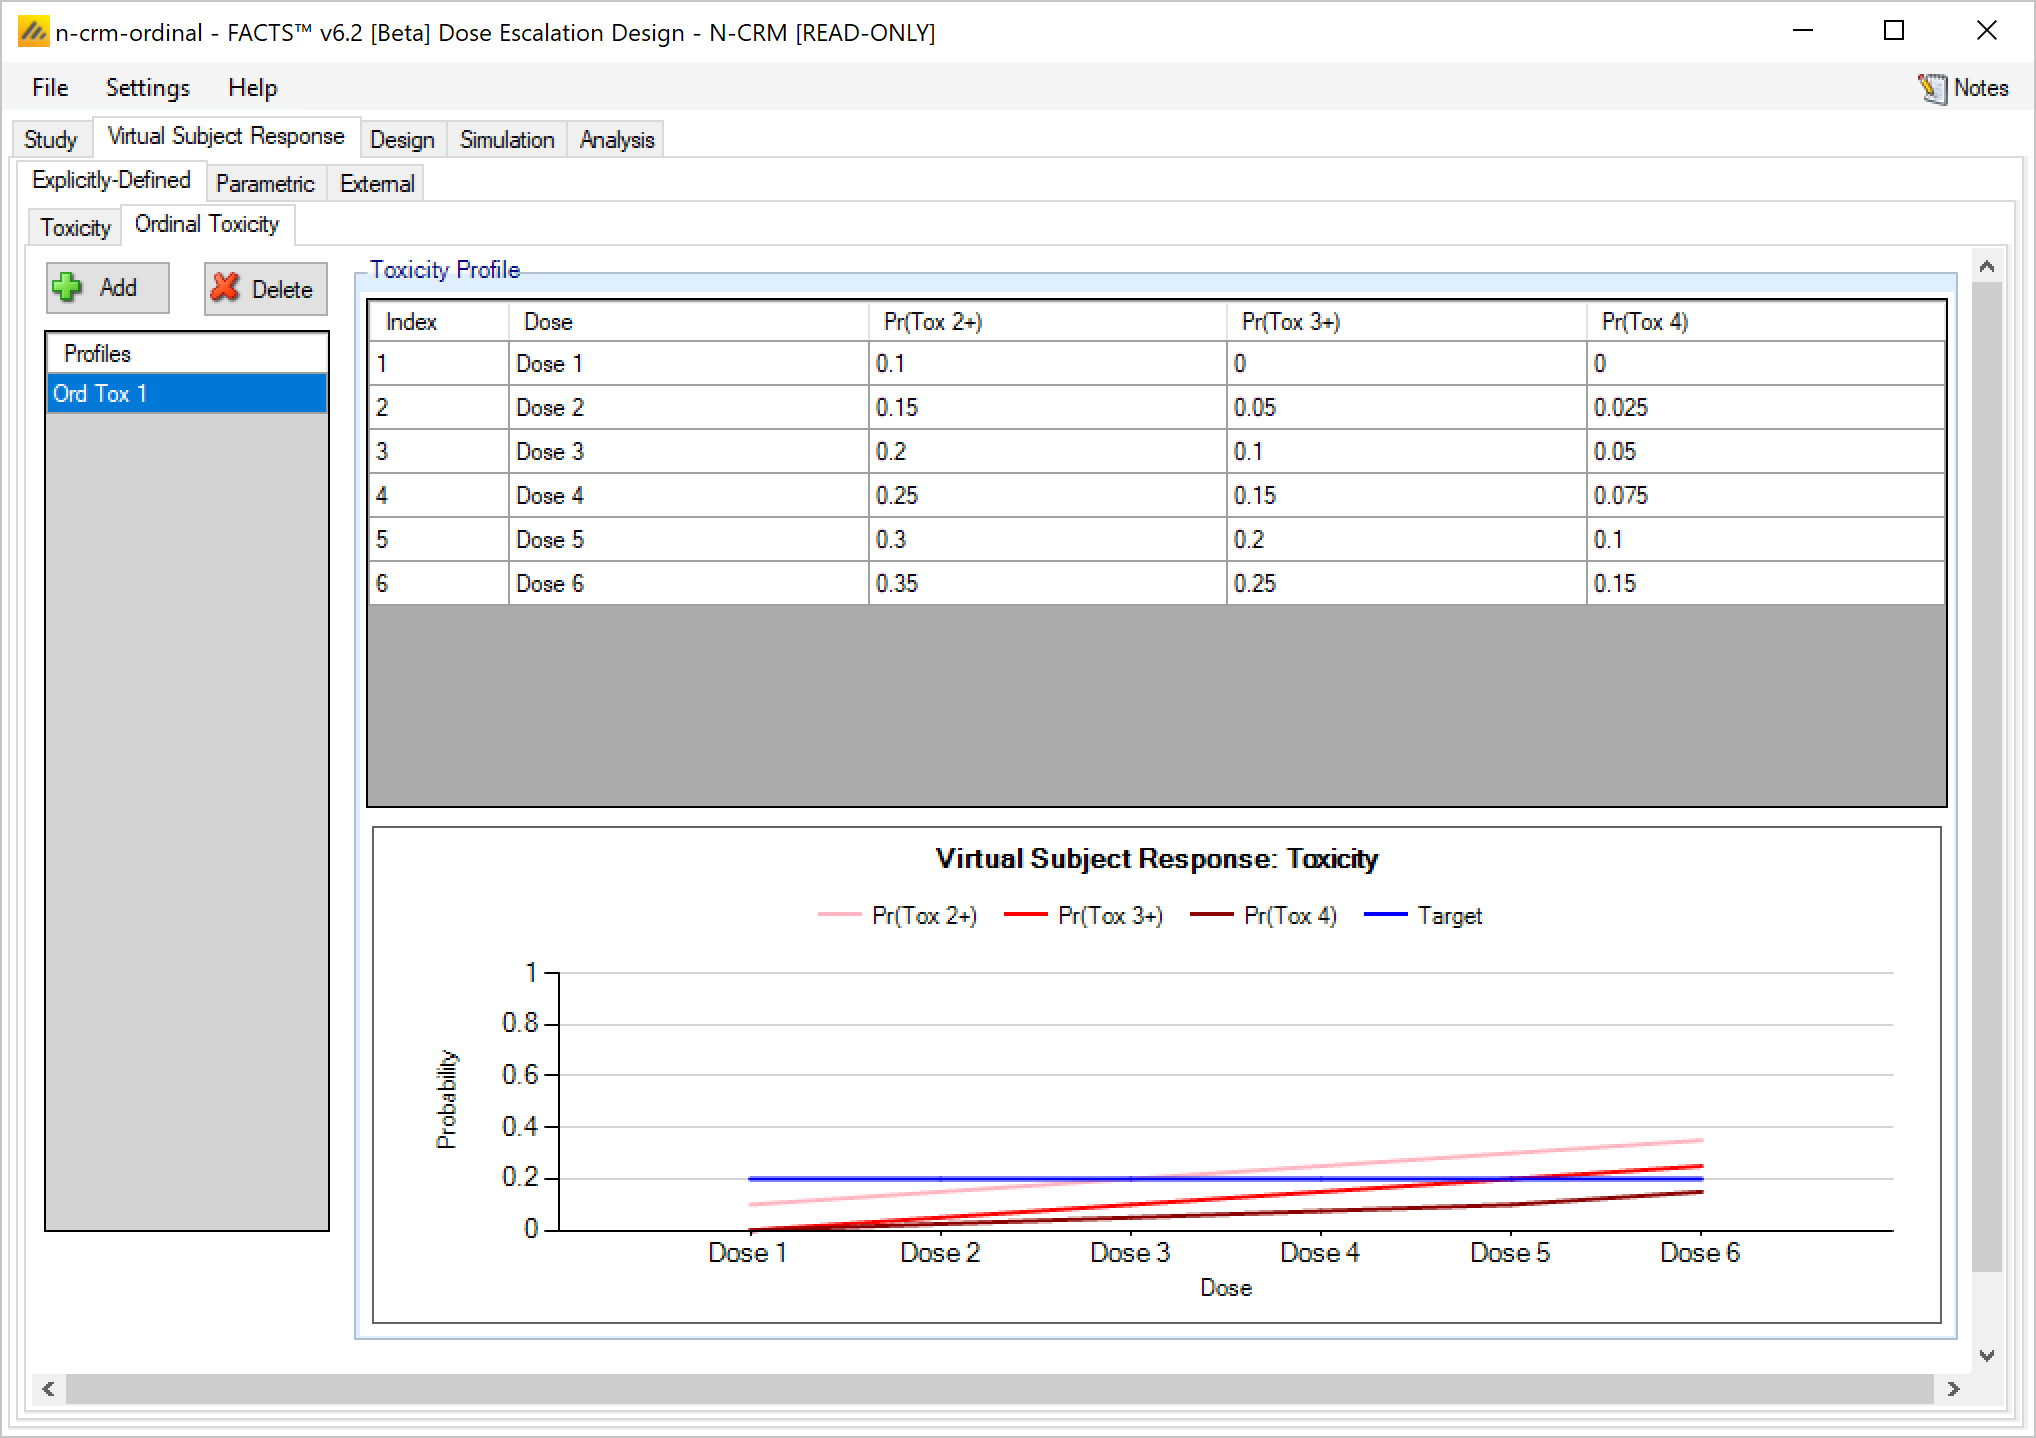 n-crm-ordinal - FACTS™ v6.2 [Beta] Dose Escalation Design - N-CRM [READ-ONLY]
File Settings Help Notes
Study Virtual Subject Response Design Simulation Analysis
Explicitly-Defined Parametric External
Toxicity Ordinal Toxicity
Add Delete
Profiles
Ord Tox 1
Toxicity Profile
Index Dose Pr(Tox 2+) Pr(Tox 3+) Pr(Tox 4)
1 Dose 1 0.1 0 0
2 Dose 2 0.15 0.05 0.025
3 Dose 3 0.2 0.1 0.05
4 Dose 4 0.25 0.15 0.075
5 Dose 5 0.3 0.2 0.1
6 Dose 6 0.35 0.25 0.15
Virtual Subject Response: Toxicity
Pr(Tox 2+) Pr(Tox 3+) Pr(Tox 4) Target
1
0.8
0.6
0.4
0.2
0
Probability
Dose 1 Dose 2 Dose 3 Dose 4 Dose 5 Dose 6
Dose